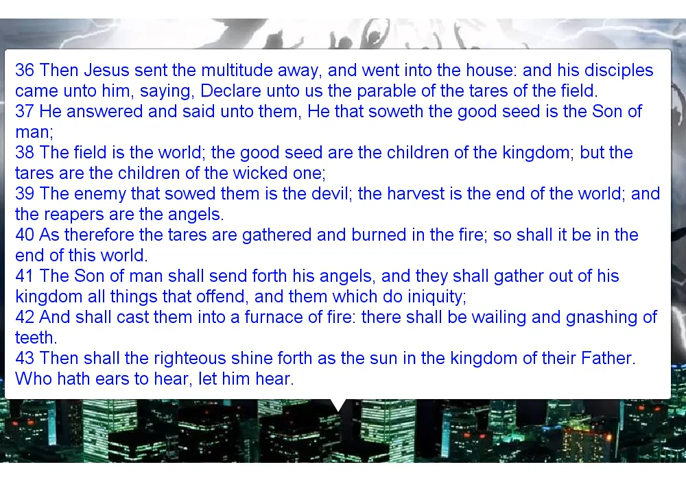 36 Then Jesus sent the multitude away, and went into the house: and his disciples
came unto him, saying, Declare unto us the parable of the tares of the field.
37 He answered and said unto them, He that soweth the good seed is the Son of
man;
38 The field is the world; the good seed are the children of the kingdom; but the
tares are the children of the wicked one;
39 The enemy that sowed them is the devil; the harvest is the end of the world; and
the reapers are the angels.
40 As therefore the tares are gathered and burned in the fire; so shall it be in the
end of this world.
41 The Son of man shall send forth his angels, and they shall gather out of his
kingdom all things that offend, and them which do iniquity;
42 And shall cast them into a furnace of fire: there shall be wailing and gnashing of
teeth.
43 Then shall the righteous shine forth as the sun in the kingdom of their Father.
Who hath ears to hear, let him hear.